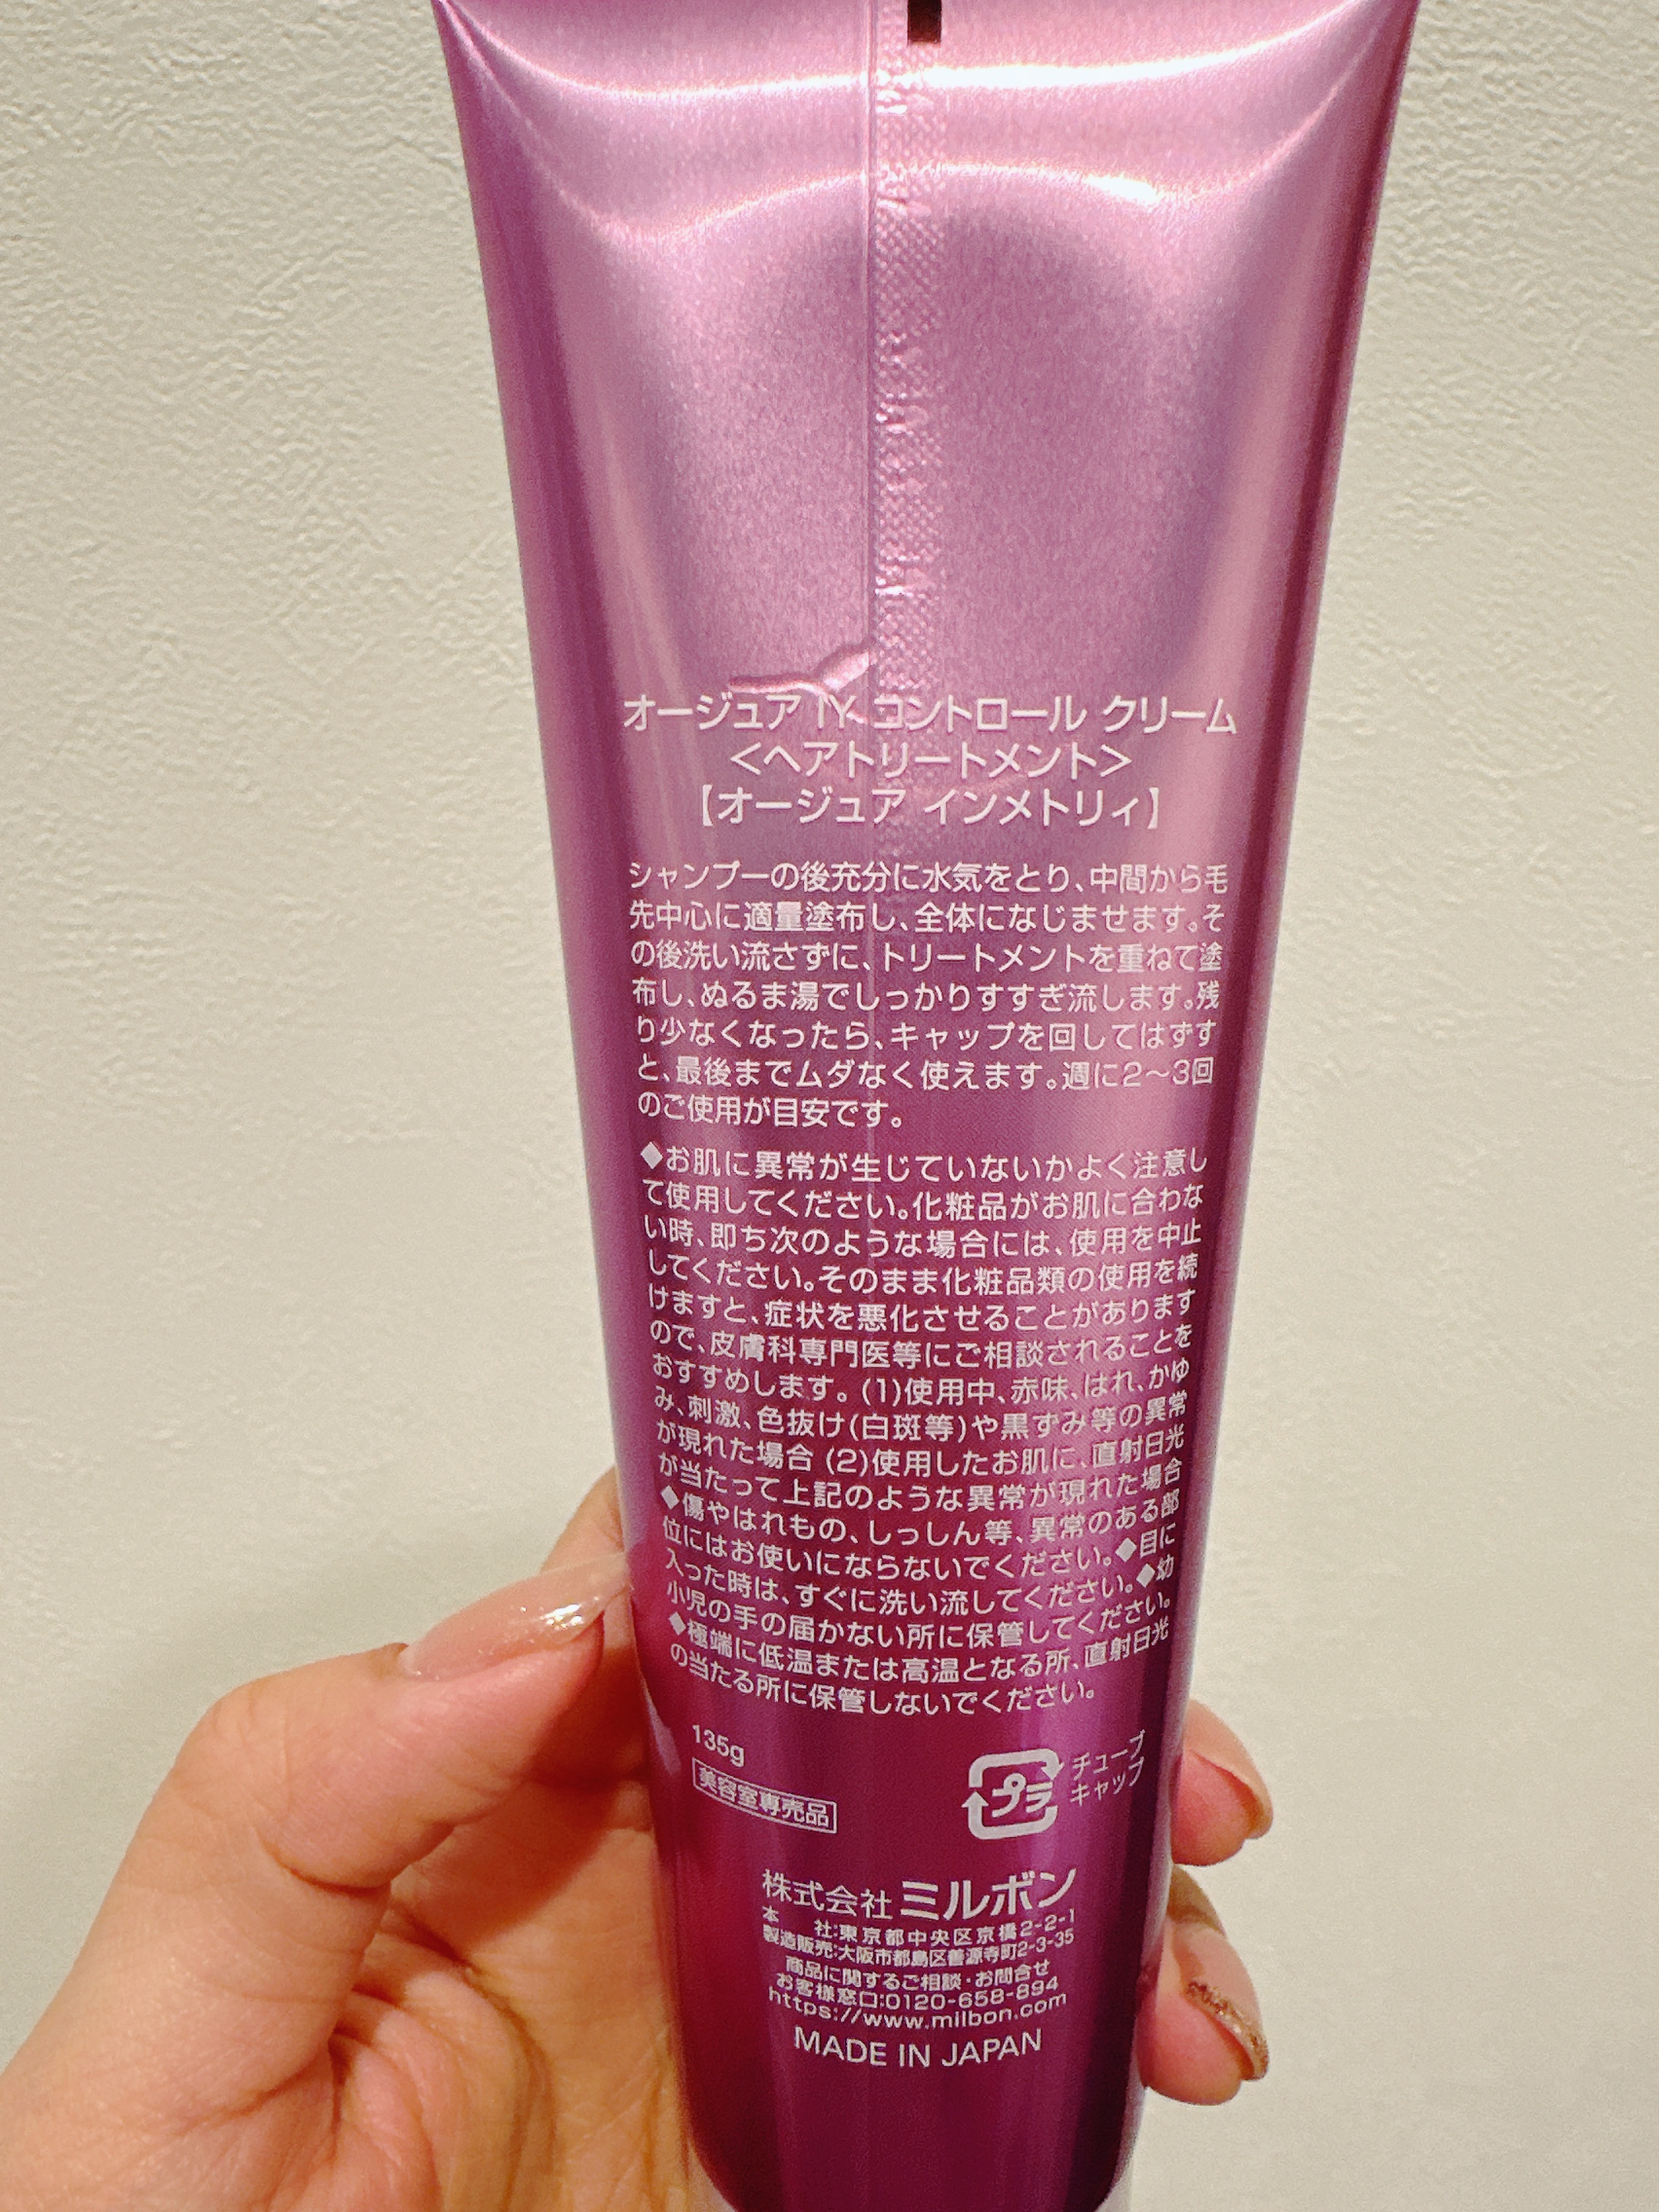 オージュア IY コントロール クリーム
＜ヘアトリートメント＞
【オージュア インメトリィ】
シャンプーの後充分に水気をとり、中間から毛
先中心に適量塗布し、全体になじませます。そ
の後洗い流さずに、トリートメントを重ねて塗
布し、ぬるま湯でしっかりすすぎ流します。残
り少なくなったら、キャップを回してはずす
と、最後までムダなく使えます。週に2～3回
のご使用が目安です。
◆お肌に異常が生じていないかよく注意し
て使用してください。化粧品がお肌に合わな
い時、即ち次のような場合には、使用を中止
してください。そのまま化粧品類の使用を続
けますと、症状を悪化させることがあります
ので、皮膚科専門医等にご相談されることを
おすすめします。(1)使用中、赤味、はれ、かゆ
み、刺激、色抜け(白斑等)や黒ずみ等の異常
が現れた場合 (2)使用したお肌に、直射日光
が当たって上記のような異常が現れた場合
◆傷やはれもの、しっしん等、異常のある部
位にはお使いにならないでください。◆目に
入った時は、すぐに洗い流してください。◆幼
小児の手の届かない所に保管してください。
◆極端に低温または高温となる所、直射日光
の当たる所に保管しないでください。
135g
美容室専売品
プラ
チューブ
キャップ
株式会社 ミルボン
本　社:東京都中央区京橋2-2-1
製造販売:大阪市都島区善源寺町2-3-35
商品に関するご相談・お問合せ
お客様窓口:0120-658-894
https://www.milbon.com
MADE IN JAPAN